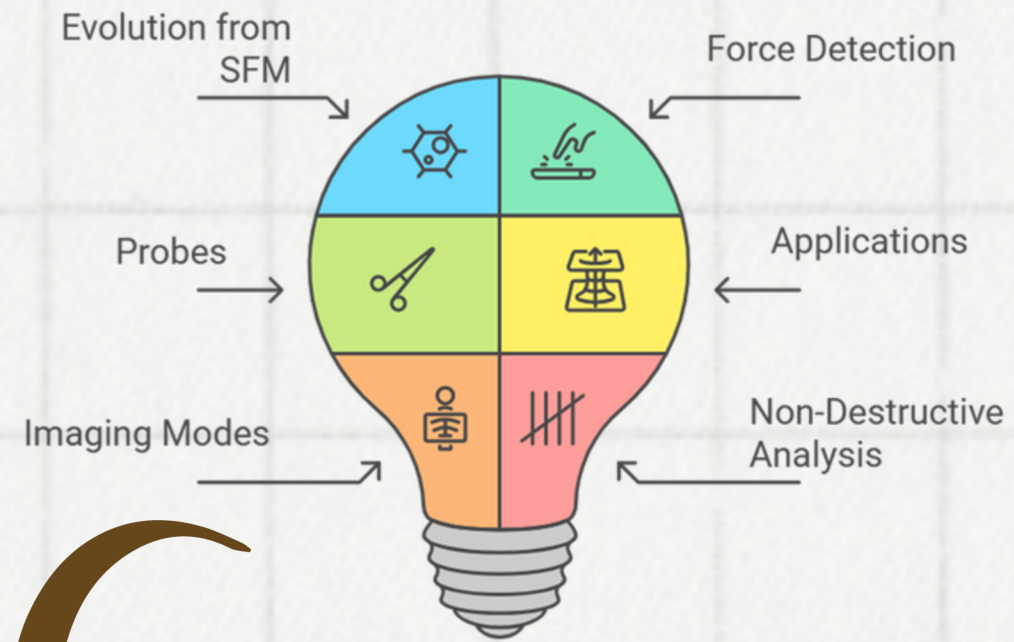 Evolution from
SFM
Force Detection
Probes
Applications
Imaging Modes
Non-Destructive
Analysis